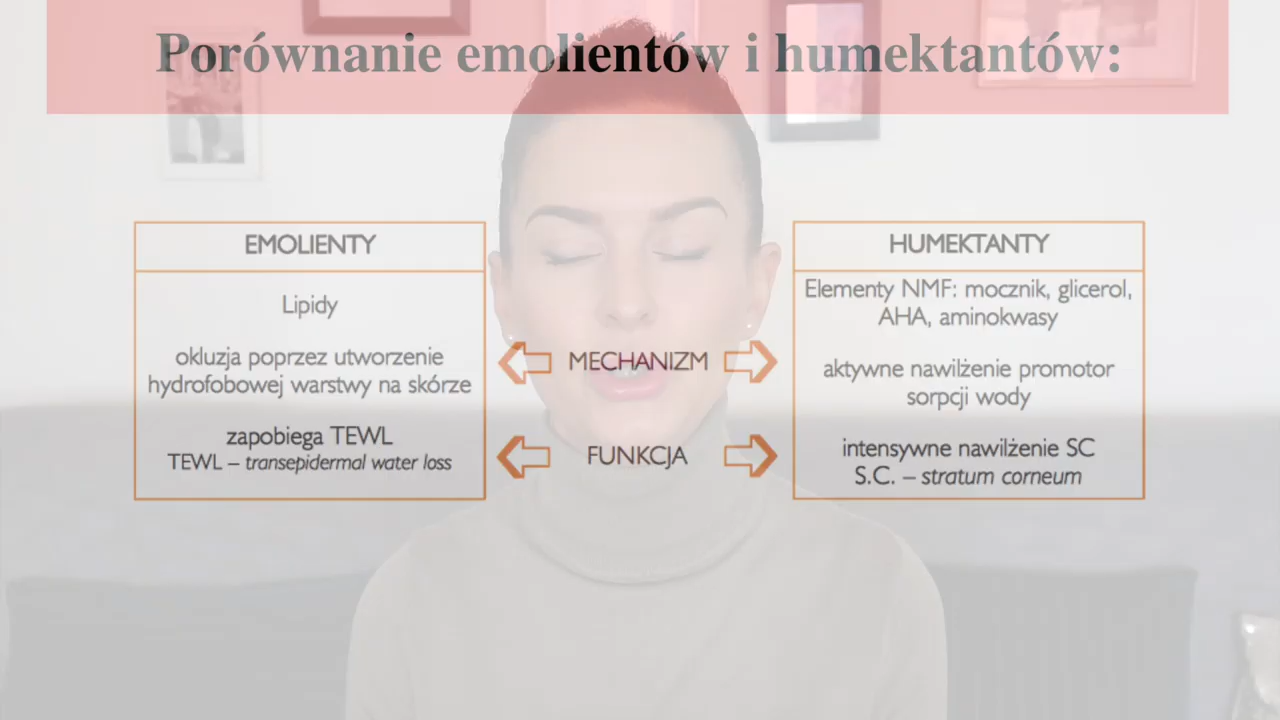 Porównanie emolientów i humektantów:
EMOLIENTY
Lipidy
okluzja poprzez utworzenie
hydrofobowej warstwy na skórze
zapobiega TEWL
TEWL – transepidermal water loss
MECHANIZM
FUNKCJA
HUMEKTANTY
Elementy NMF: mocznik, glicerol,
AHA, aminokwasy
aktywne nawilżenie promotor
sorpcji wody
intensywne nawilżenie SC
S.C. – stratum corneum